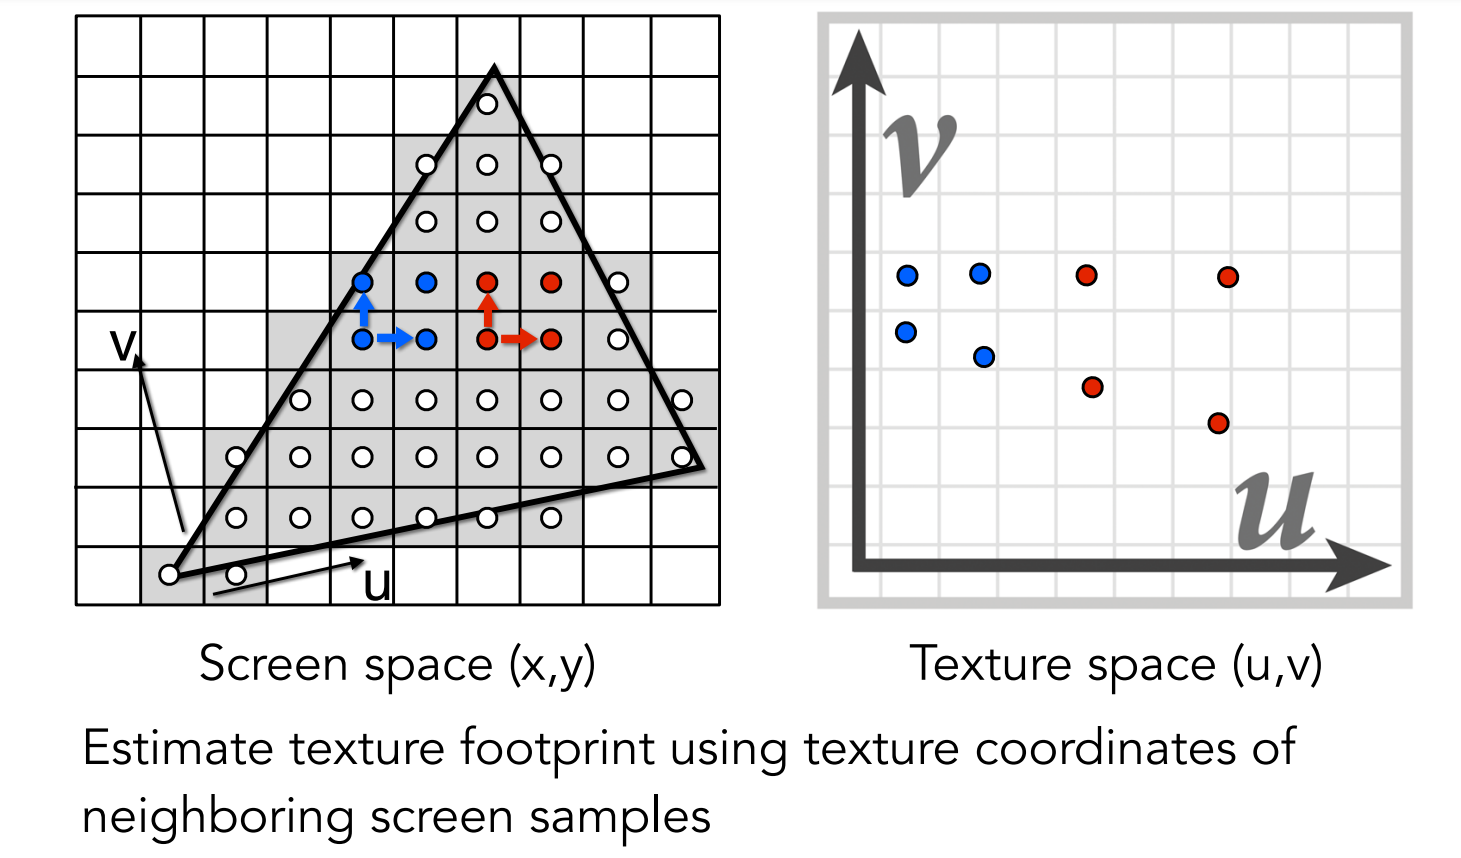 v
u
v
u
Screen space (x,y)
Texture space (u,v)
Estimate texture footprint using texture coordinates of
neighboring screen samples